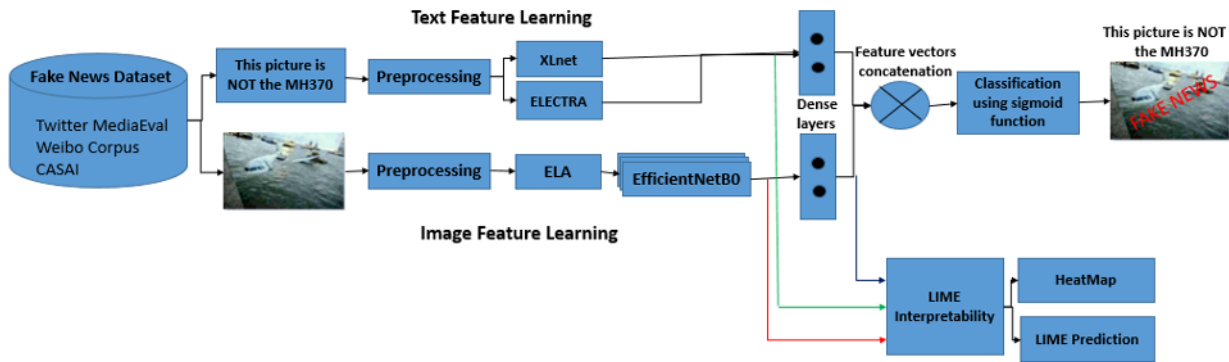 Text Feature Learning
Fake News Dataset
Twitter MediaEval
Weibo Corpus
CASAI
This picture is
NOT the MH370
Preprocessing
XLnet
ELECTRA
Preprocessing
ELA
EfficientNetB0
Image Feature Learning
Dense
layers
Feature vectors
concatenation
Classification
using sigmoid
function
This picture is NOT
the MH370
FAKE NEWS
LIME
Interpretability
HeatMap
LIME Prediction